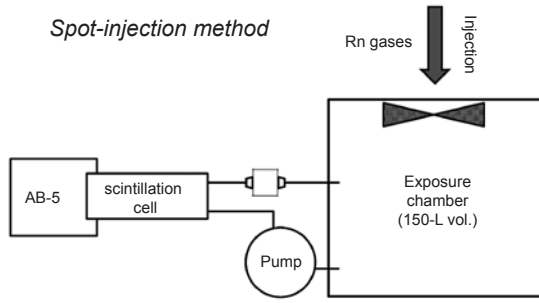 Spot-injection method
Rn gases
Injection
AB-5
scintillation
cell
Exposure
chamber
(150-L vol.)
Pump